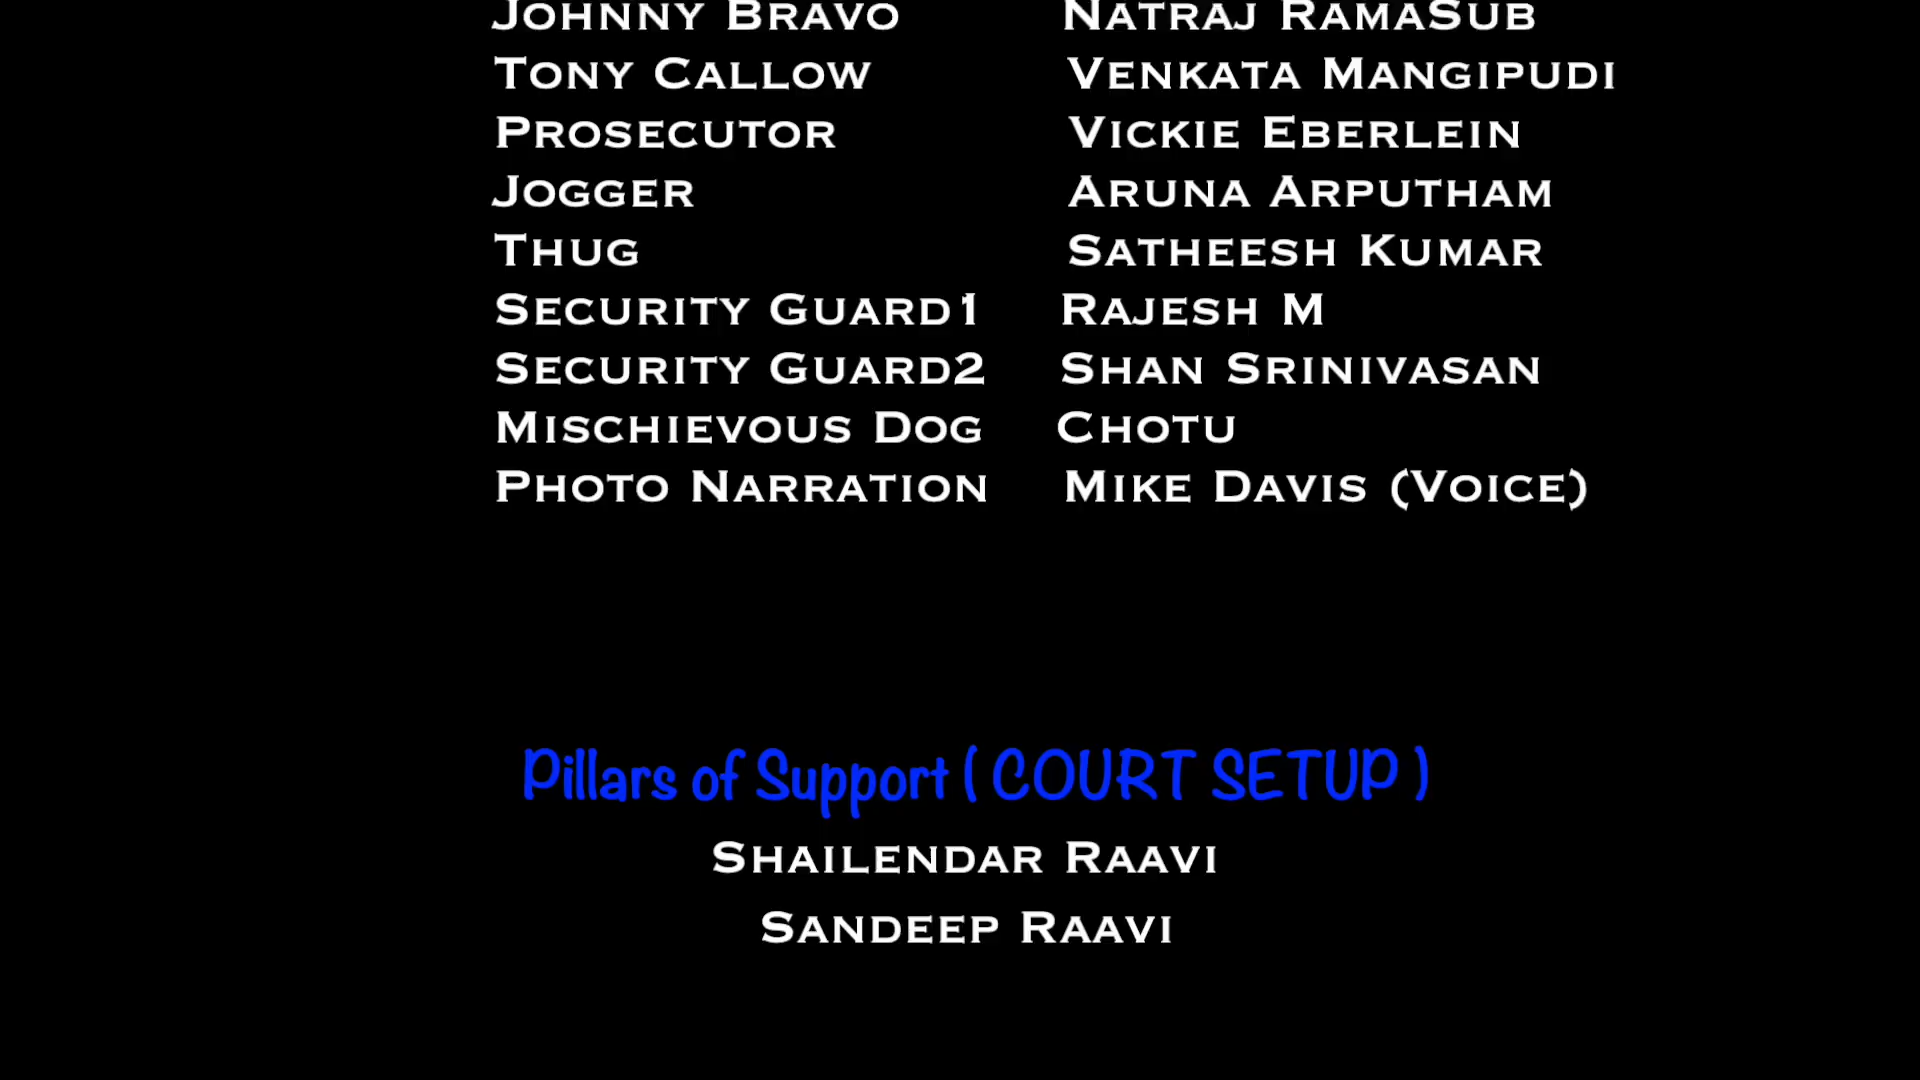 Johnny Bravo Natraj RamaSub
Tony Callow Venkata Mangipudi
Prosecutor Vickie Eberlein
Jogger Aruna Arputham
Thug Satheesh Kumar
Security Guard1 Rajesh M
Security Guard2 Shan Srinivasan
Mischievous Dog Chotu
Photo Narration Mike Davis (Voice)
Pillars of Support ( COURT SETUP )
Shailendar Raavi
Sandeep Raavi